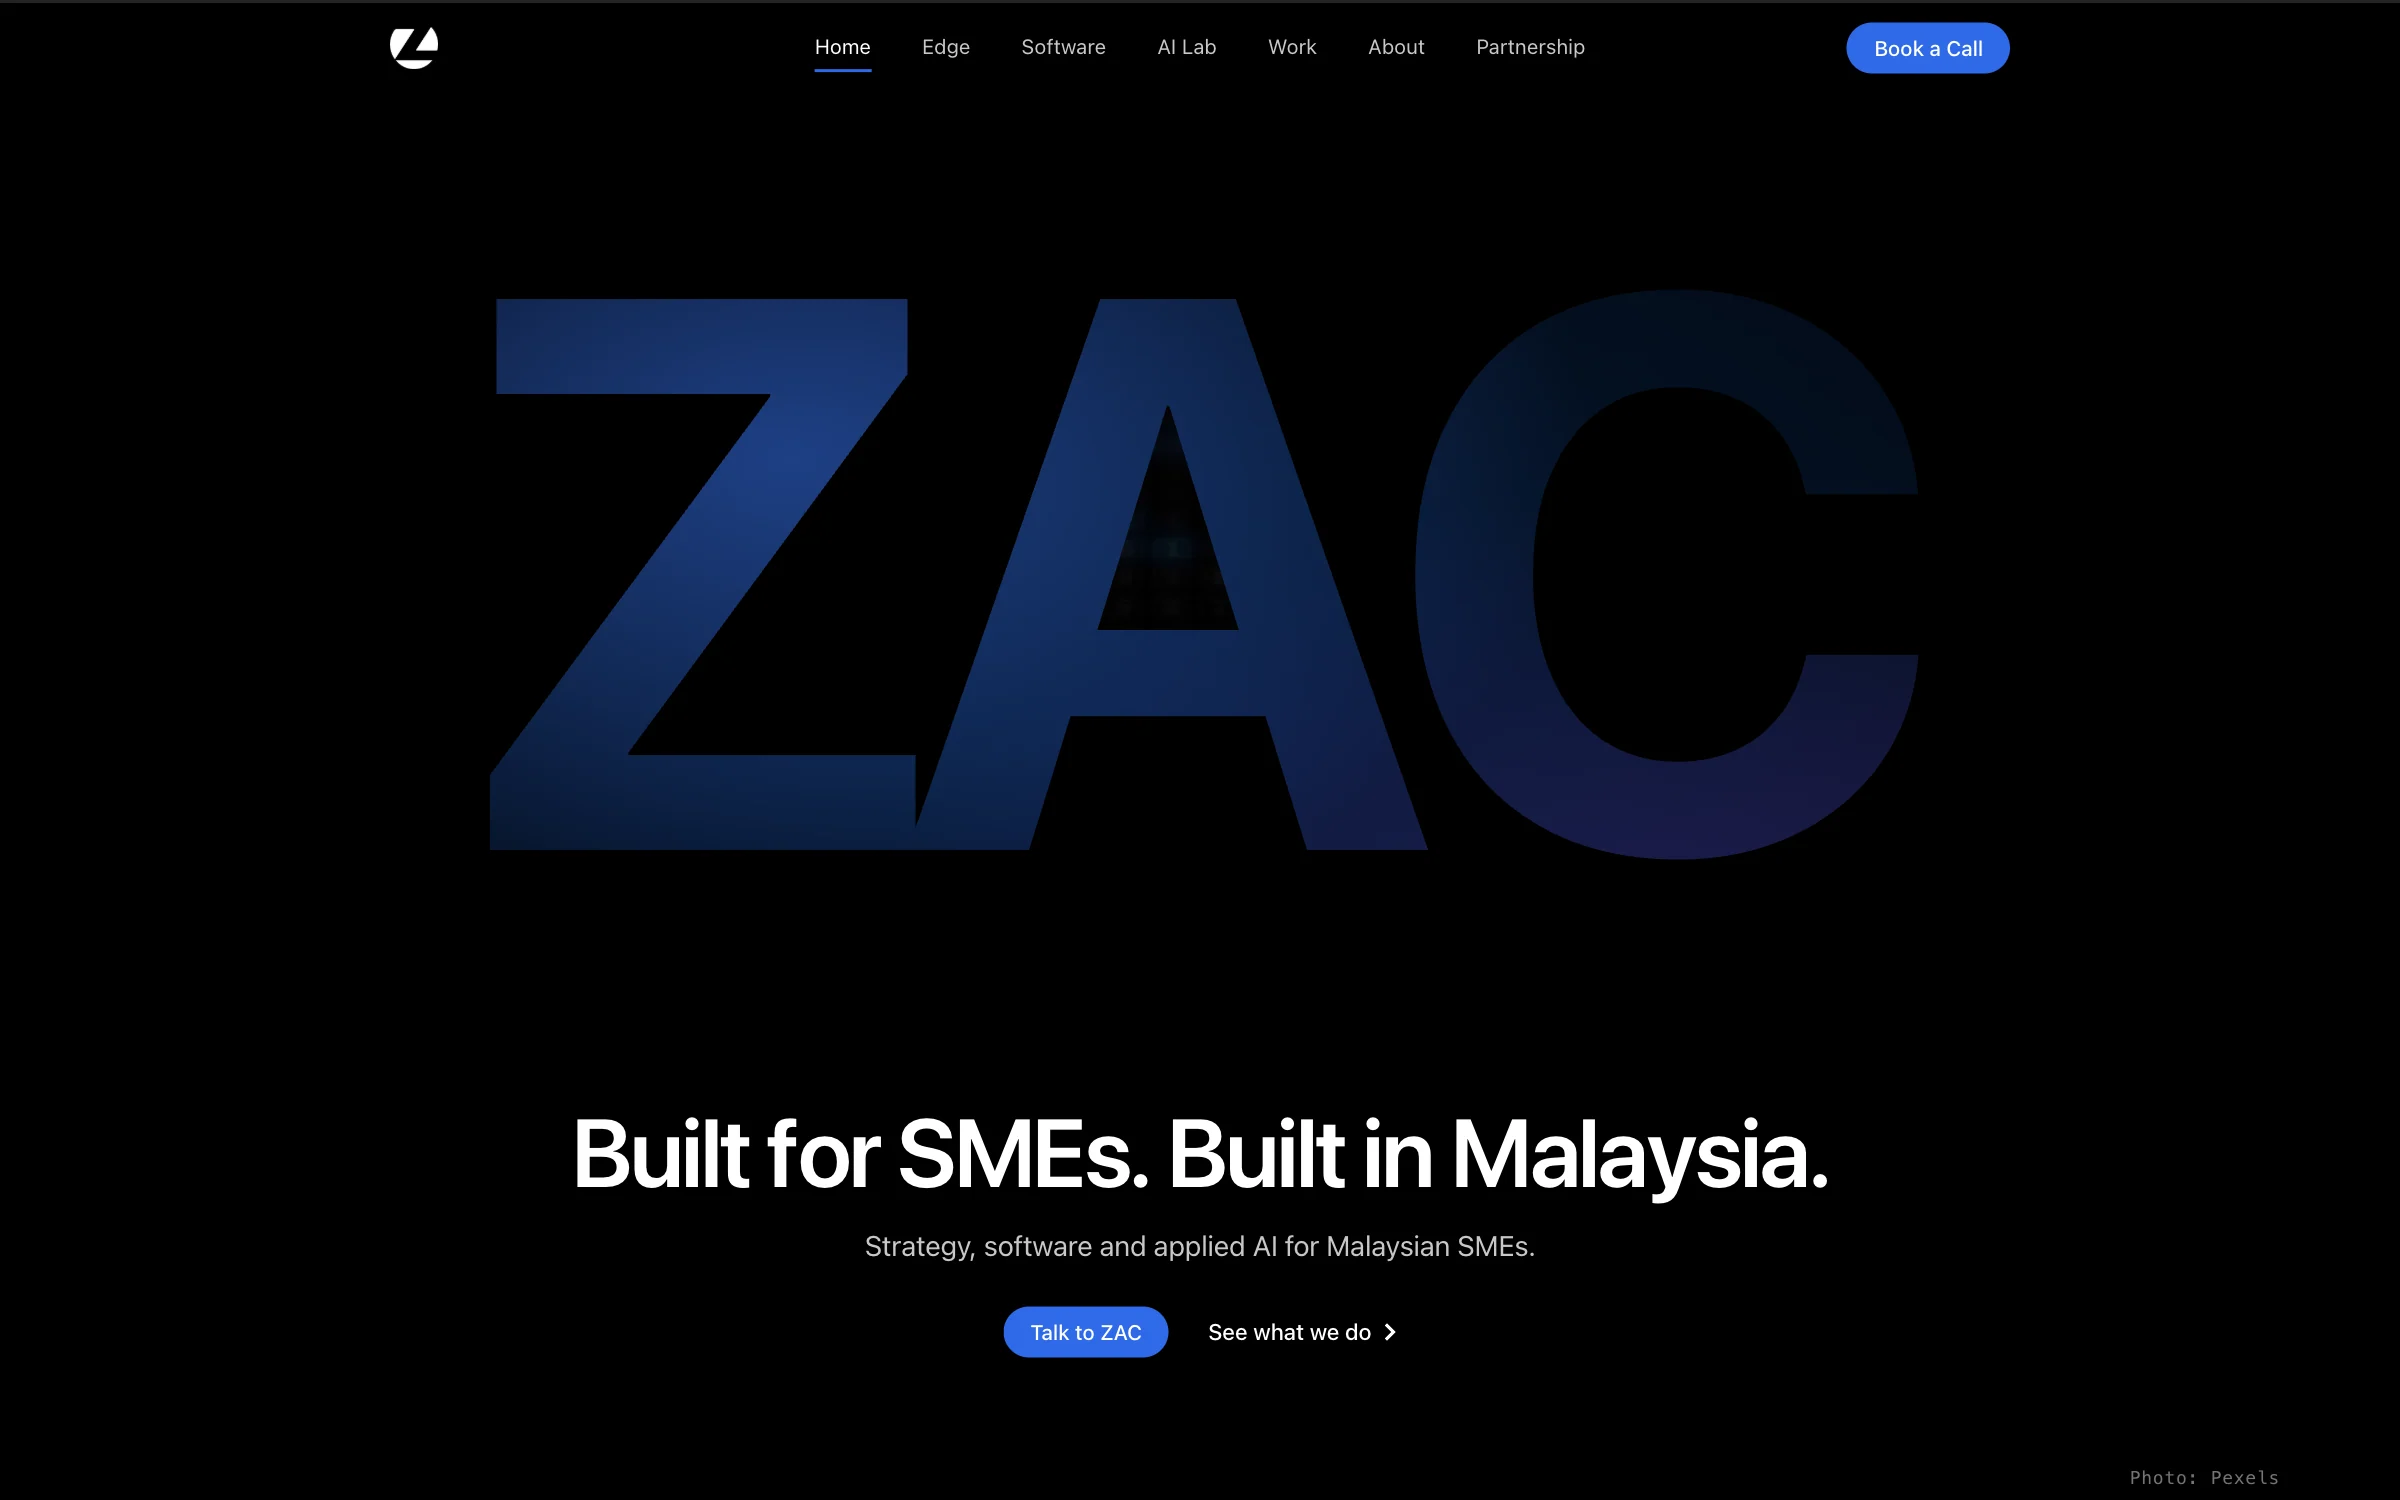 Home Edge Software AI Lab Work About Partnership Book a Call
ZAC
Built for SMEs. Built in Malaysia.
Strategy, software and applied AI for Malaysian SMEs.
Talk to ZAC See what we do
Photo: Pexels